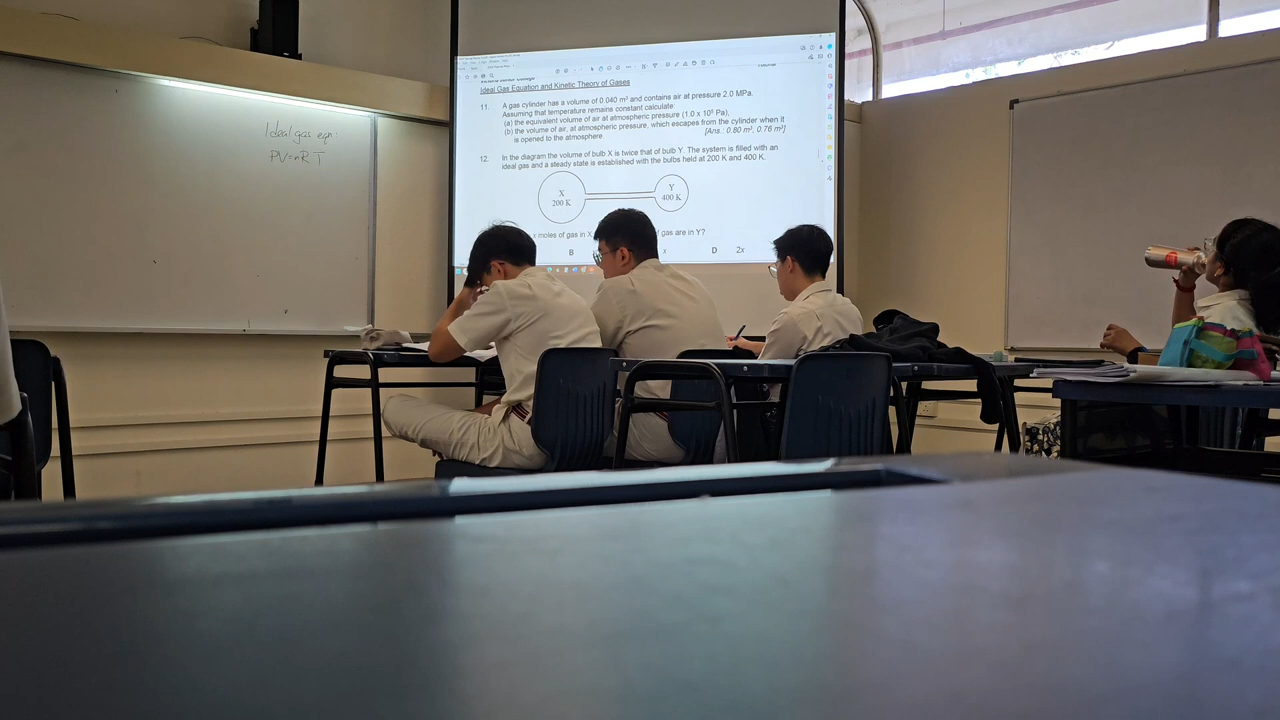 Ideal gas eqn:
PV=nRT
Ideal Gas Equation and Kinetic Theory of Gases
11. A gas cylinder has a volume of 0.040 m³ and contains air at pressure 2.0 MPa.
Assuming that temperature remains constant calculate:
(a) the equivalent volume of air at atmospheric pressure (1.0 x 10⁵ Pa),
(b) the volume of air, at atmospheric pressure, which escapes from the cylinder when it
is opened to the atmosphere.
[Ans.: 0.80 m³, 0.76 m³]
12. In the diagram the volume of bulb X is twice that of bulb Y. The system is filled with an
ideal gas and a steady state is established with the bulbs held at 200 K and 400 K.
X
200 K
Y
400 K
x moles of gas in X gas are in Y?
B x D 2x